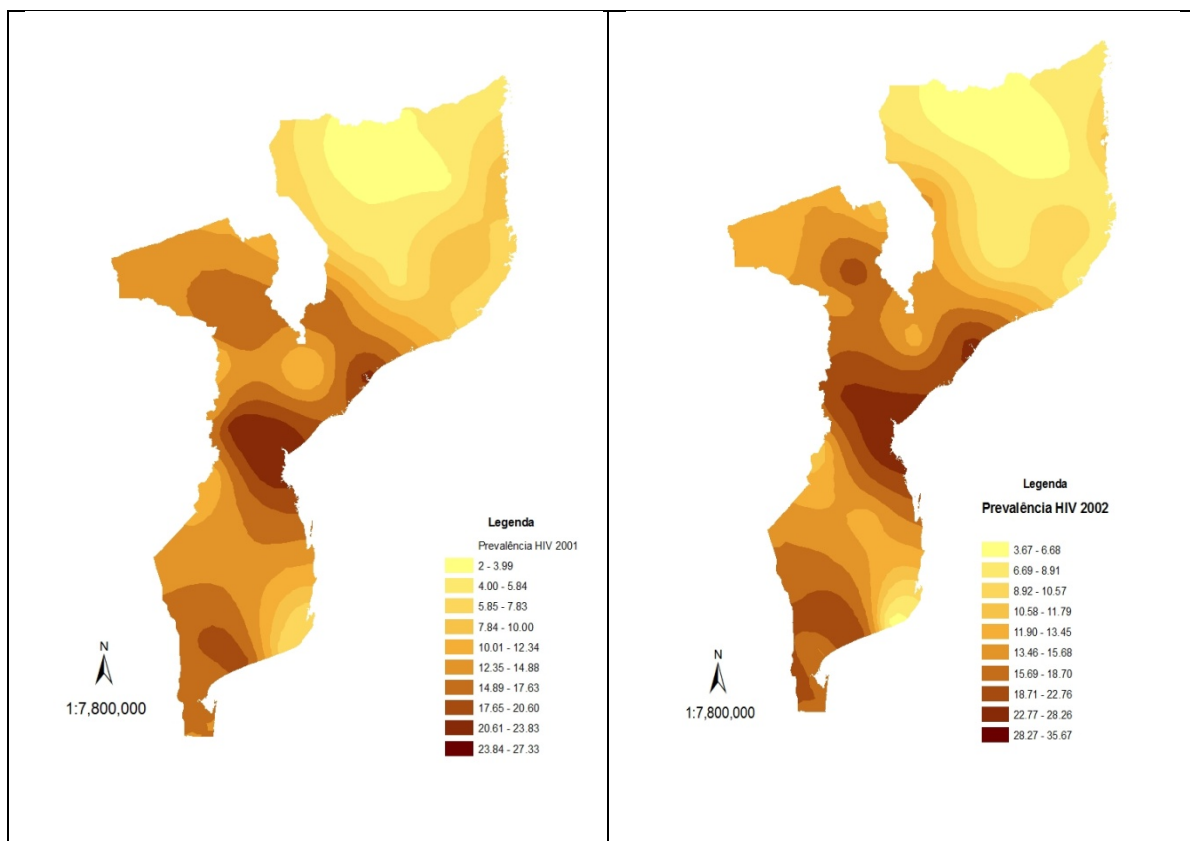 Legenda
Prevalência HIV 2001
2 - 3.99
4.00 - 5.84
5.85 - 7.83
7.84 - 10.00
10.01 - 12.34
12.35 - 14.88
14.89 - 17.63
17.65 - 20.60
20.61 - 23.83
23.84 - 27.33
N
1:7,800,000
Legenda
Prevalência HIV 2002
3.67 - 6.68
6.69 - 8.91
8.92 - 10.57
10.58 - 11.79
11.90 - 13.45
13.46 - 15.68
15.69 - 18.70
18.71 - 22.76
22.77 - 28.26
28.27 - 35.67
N
1:7,800,000